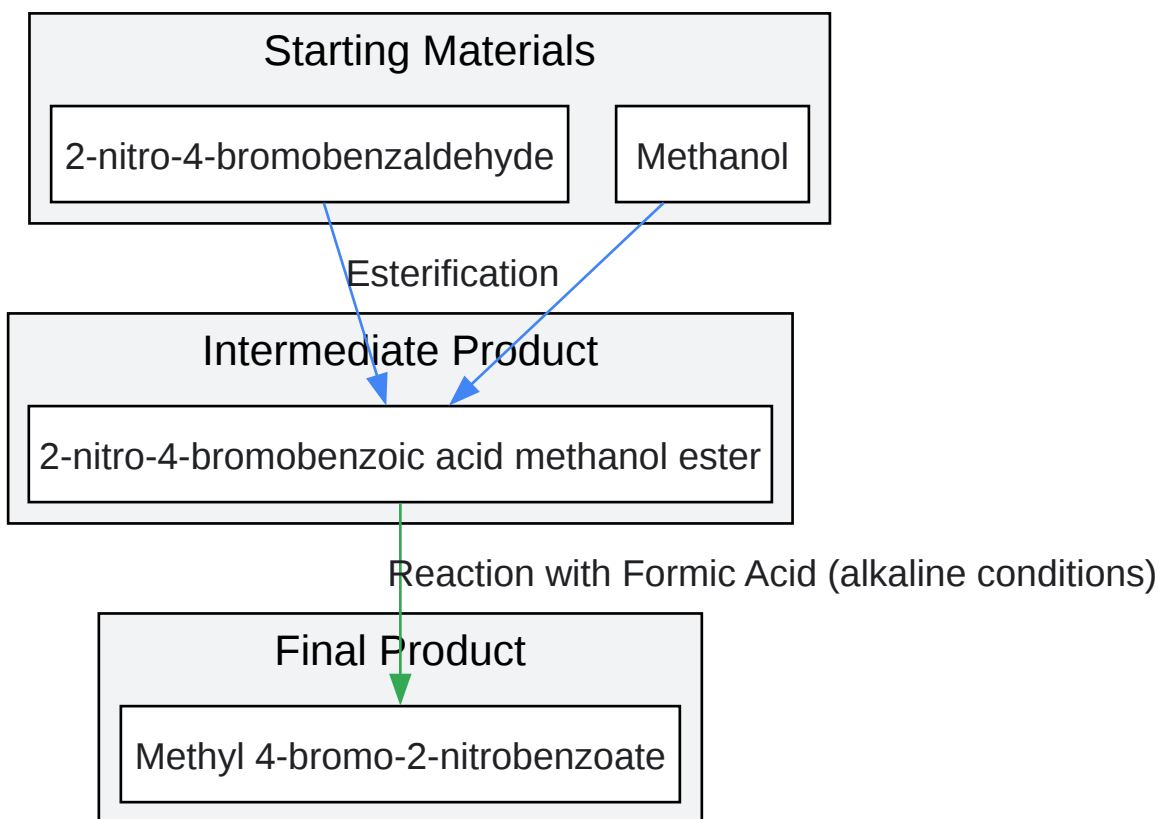 Starting Materials
2-nitro-4-bromobenzaldehyde
Methanol
Esterification
Intermediate Product
2-nitro-4-bromobenzoic acid methanol ester
Reaction with Formic Acid (alkaline conditions)
Final Product
Methyl 4-bromo-2-nitrobenzoate